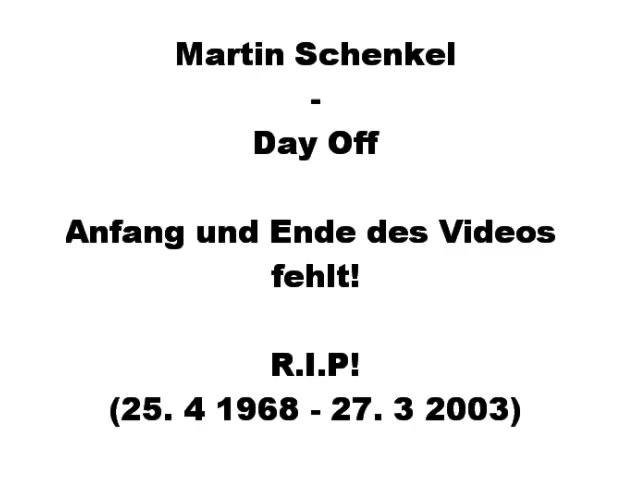 Martin Schenkel
-
Day Off
Anfang und Ende des Videos
fehlt!
R.I.P!
(25. 4 1968 - 27. 3 2003)